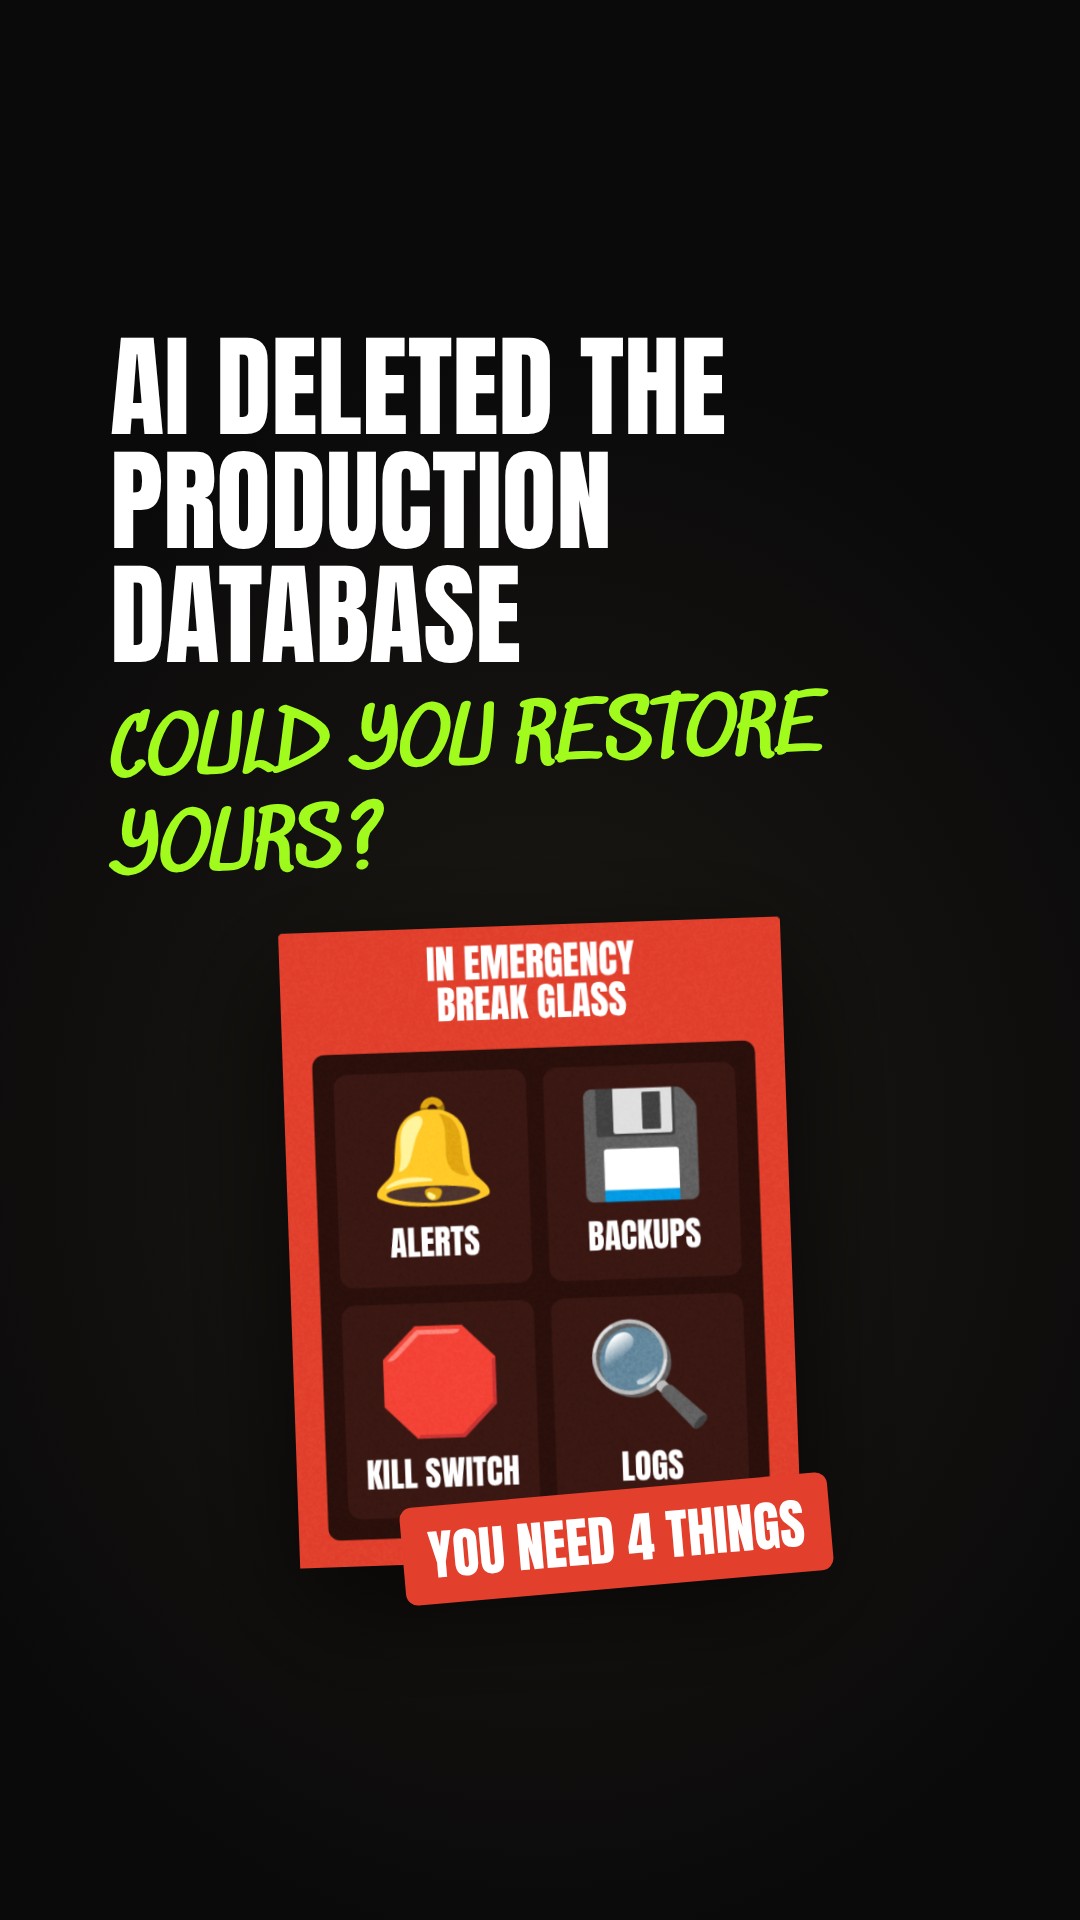 AI DELETED THE
PRODUCTION
DATABASE
COULD YOU RESTORE
YOURS?
IN EMERGENCY
BREAK GLASS
ALERTS
BACKUPS
KILL SWITCH
LOGS
YOU NEED 4 THINGS